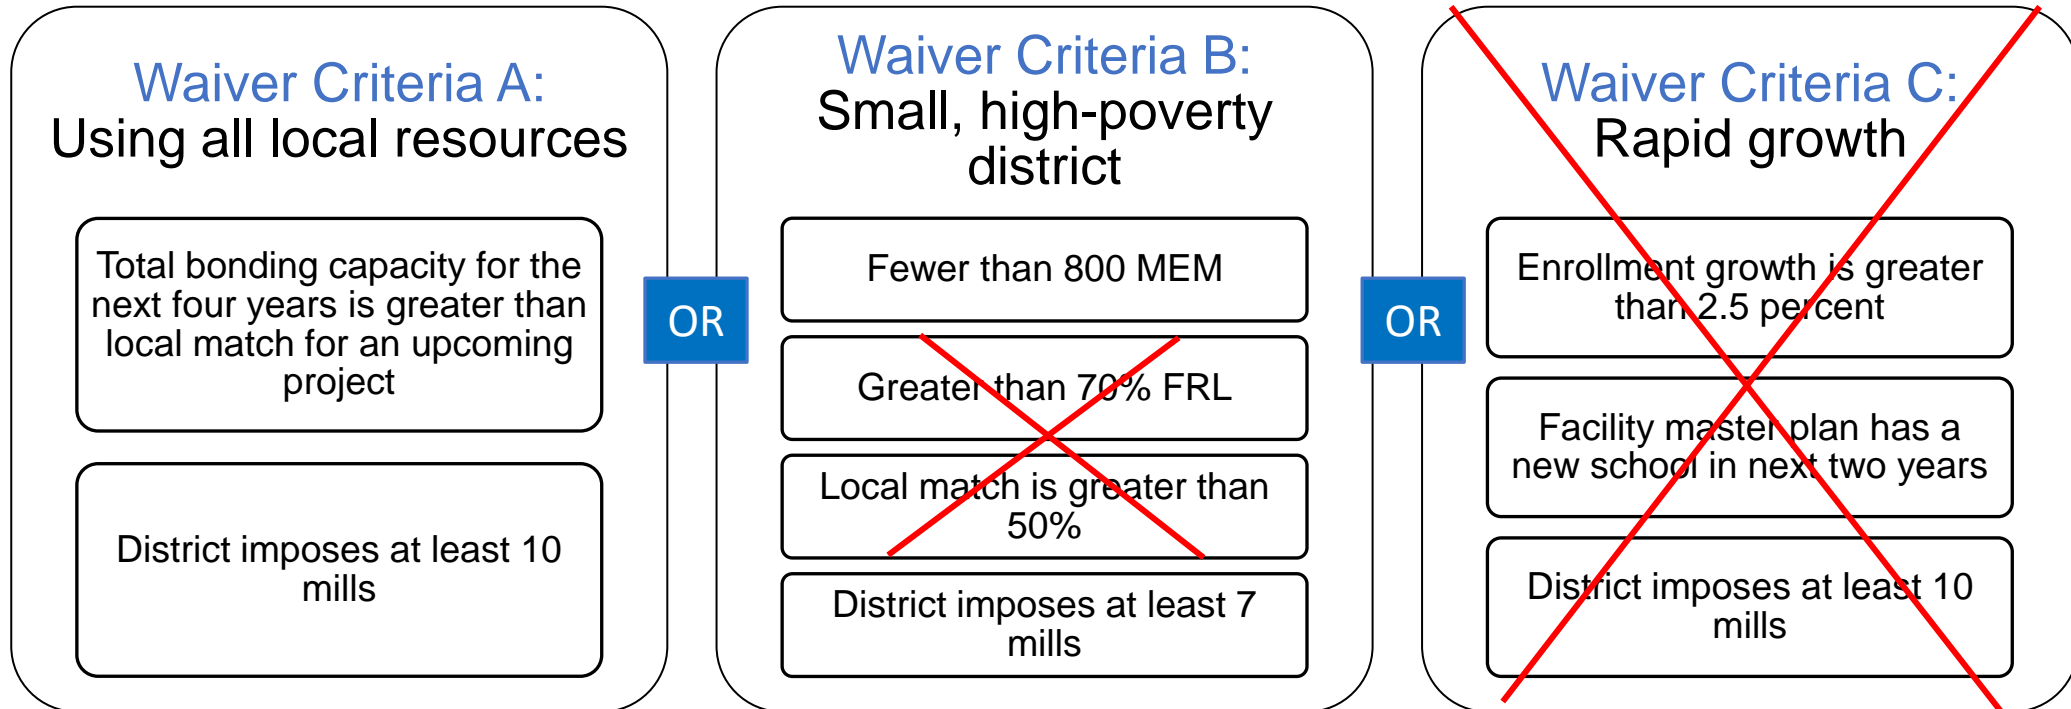 Waiver Criteria A:
Using all local resources
Total bonding capacity for the
next four years is greater than
local match for an upcoming
project
District imposes at least 10
mills
OR
Waiver Criteria B:
Small, high-poverty
district
Fewer than 800 MEM
Greater than 70% FRL
Local match is greater than
50%
District imposes at least 7
mills
OR
Waiver Criteria C:
Rapid growth
Enrollment growth is greater
than 2.5 percent
Facility master plan has a
new school in next two years
District imposes at least 10
mills